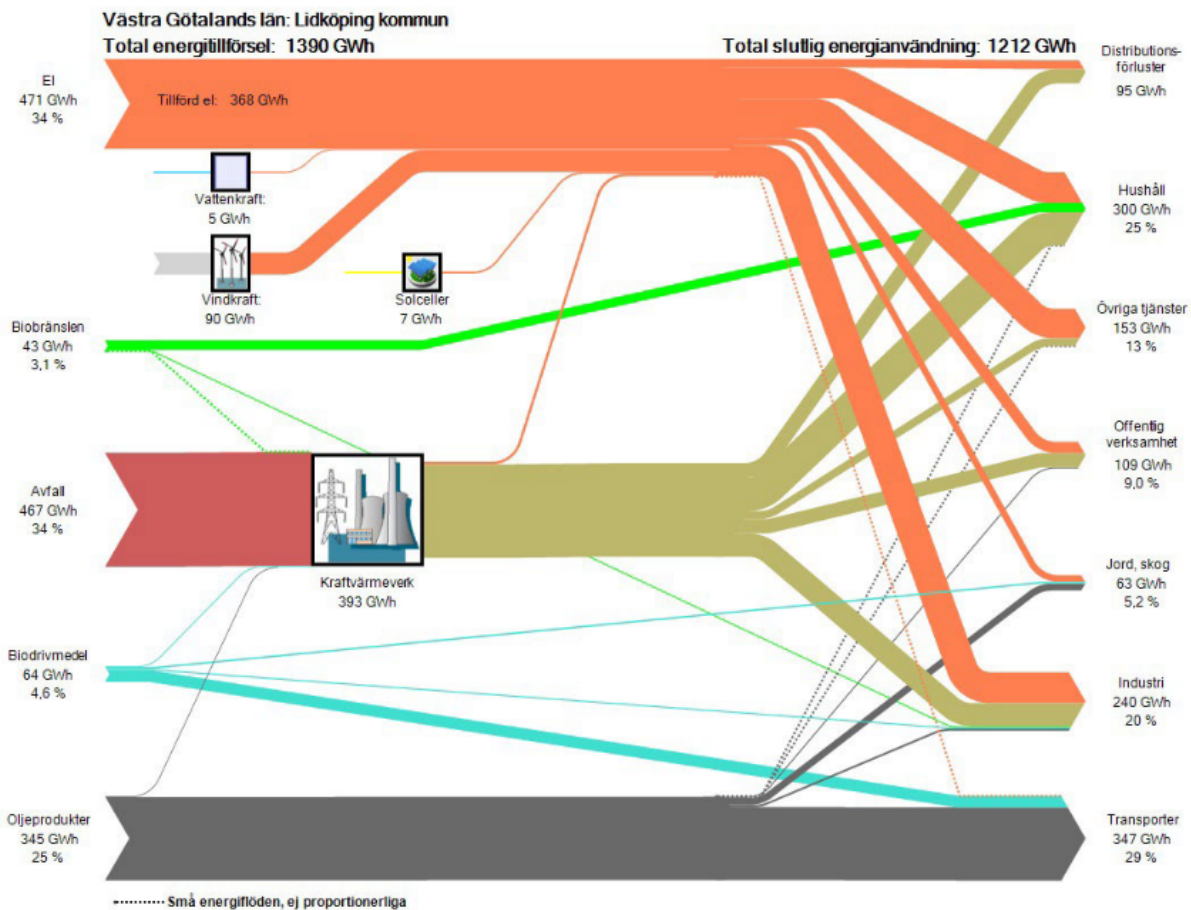 Västra Götalands län: Lidköping kommun
Total energitillförsel: 1390 GWh
Total slutlig energianvändning: 1212 GWh
El
471 GWh
34 %
Tillförd el: 368 GWh
Vattenkraft:
5 GWh
Vindkraft:
90 GWh
Solceller
7 GWh
Biobränslen
43 GWh
3,1 %
Avfall
467 GWh
34 %
Kraftvärmeverk
393 GWh
Biodrivmedel
64 GWh
4,6 %
Oljeprodukter
345 GWh
25 %
Distributions-
förluster
95 GWh
Hushåll
300 GWh
25 %
Övriga tjänster
153 GWh
13 %
Offentlig
verksamhet
109 GWh
9,0 %
Jord, skog
63 GWh
5,2 %
Industri
240 GWh
20 %
Transporter
347 GWh
29 %
Små energiflöden, ej proportionerliga